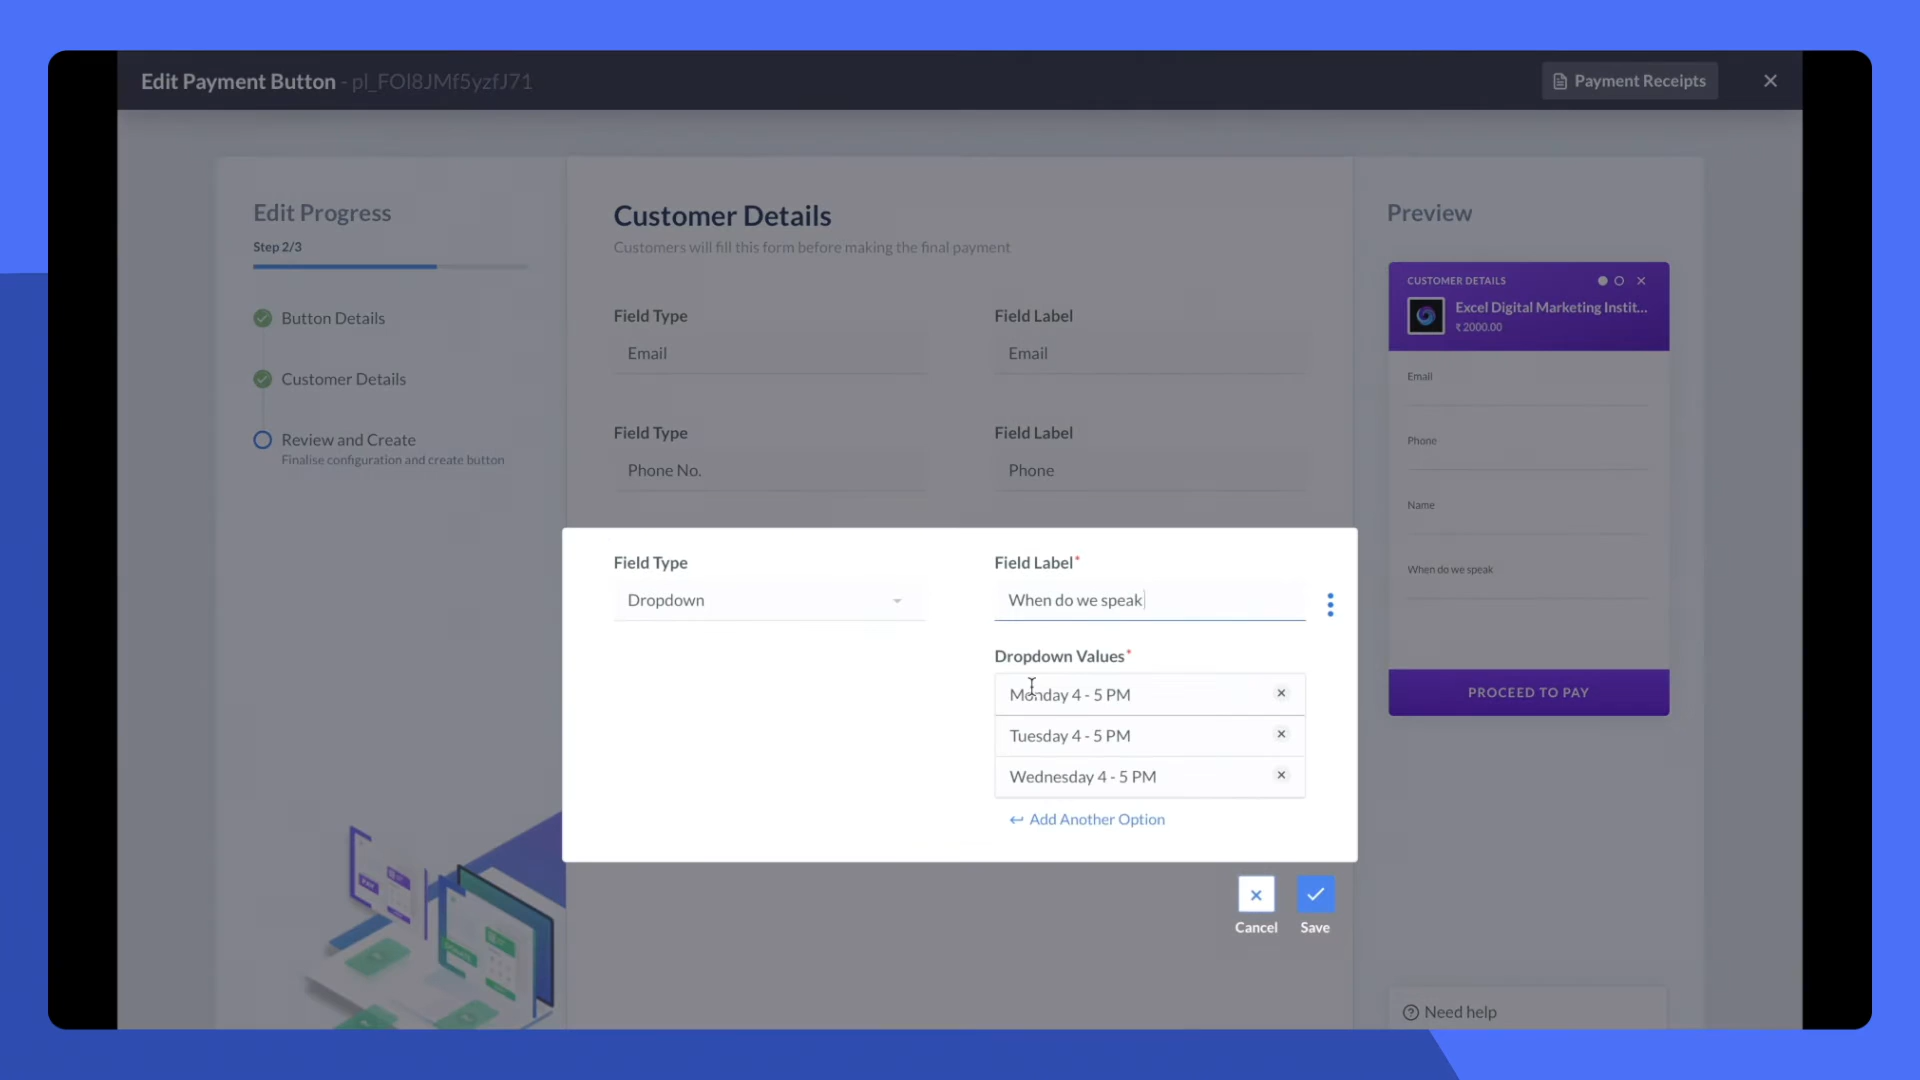 Edit Payment Button - pl_FOI8JMf5yzfJ71
Payment Receipts
Edit Progress
Step 2/3
Button Details
Customer Details
Review and Create
Finalise configuration and create button
Customer Details
Customers will fill this form before making the final payment
Field Type
Field Label
Email
Email
Field Type
Field Label
Phone No.
Phone
Field Type
Field Label*
Dropdown
When do we speak
Dropdown Values*
Monday 4 - 5 PM
Tuesday 4 - 5 PM
Wednesday 4 - 5 PM
Add Another Option
Cancel
Save
Preview
CUSTOMER DETAILS
Excel Digital Marketing Instit...
₹ 2000.00
Email
Phone
Name
When do we speak
PROCEED TO PAY
Need help